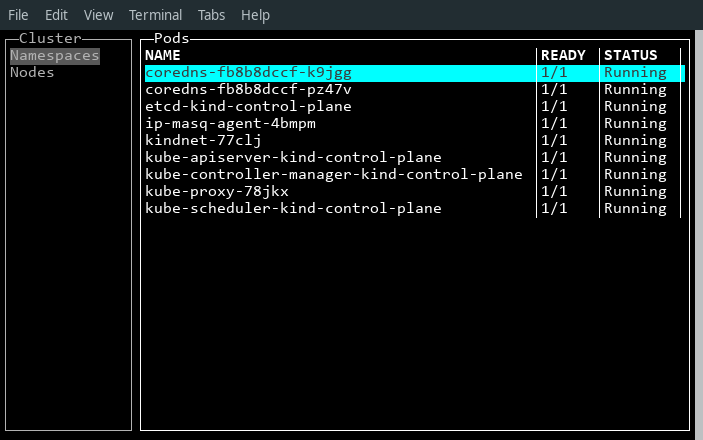 File Edit View Terminal Tabs Help
Cluster
Namespaces
Nodes
Pods
NAME READY STATUS
coredns-fb8b8dccf-k9jgg 1/1 Running
coredns-fb8b8dccf-pz47v 1/1 Running
etcd-kind-control-plane 1/1 Running
ip-masq-agent-4bmpm 1/1 Running
kindnet-77clj 1/1 Running
kube-apiserver-kind-control-plane 1/1 Running
kube-controller-manager-kind-control-plane 1/1 Running
kube-proxy-78jkx 1/1 Running
kube-scheduler-kind-control-plane 1/1 Running